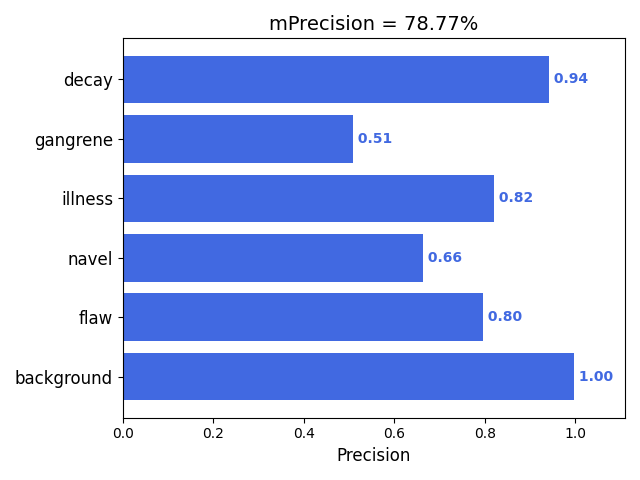 mPrecision = 78.77%
decay
0.94
gangrene
0.51
illness
0.82
navel
0.66
flaw
0.80
background
1.00
0.0 0.2 0.4 0.6 0.8 1.0
Precision